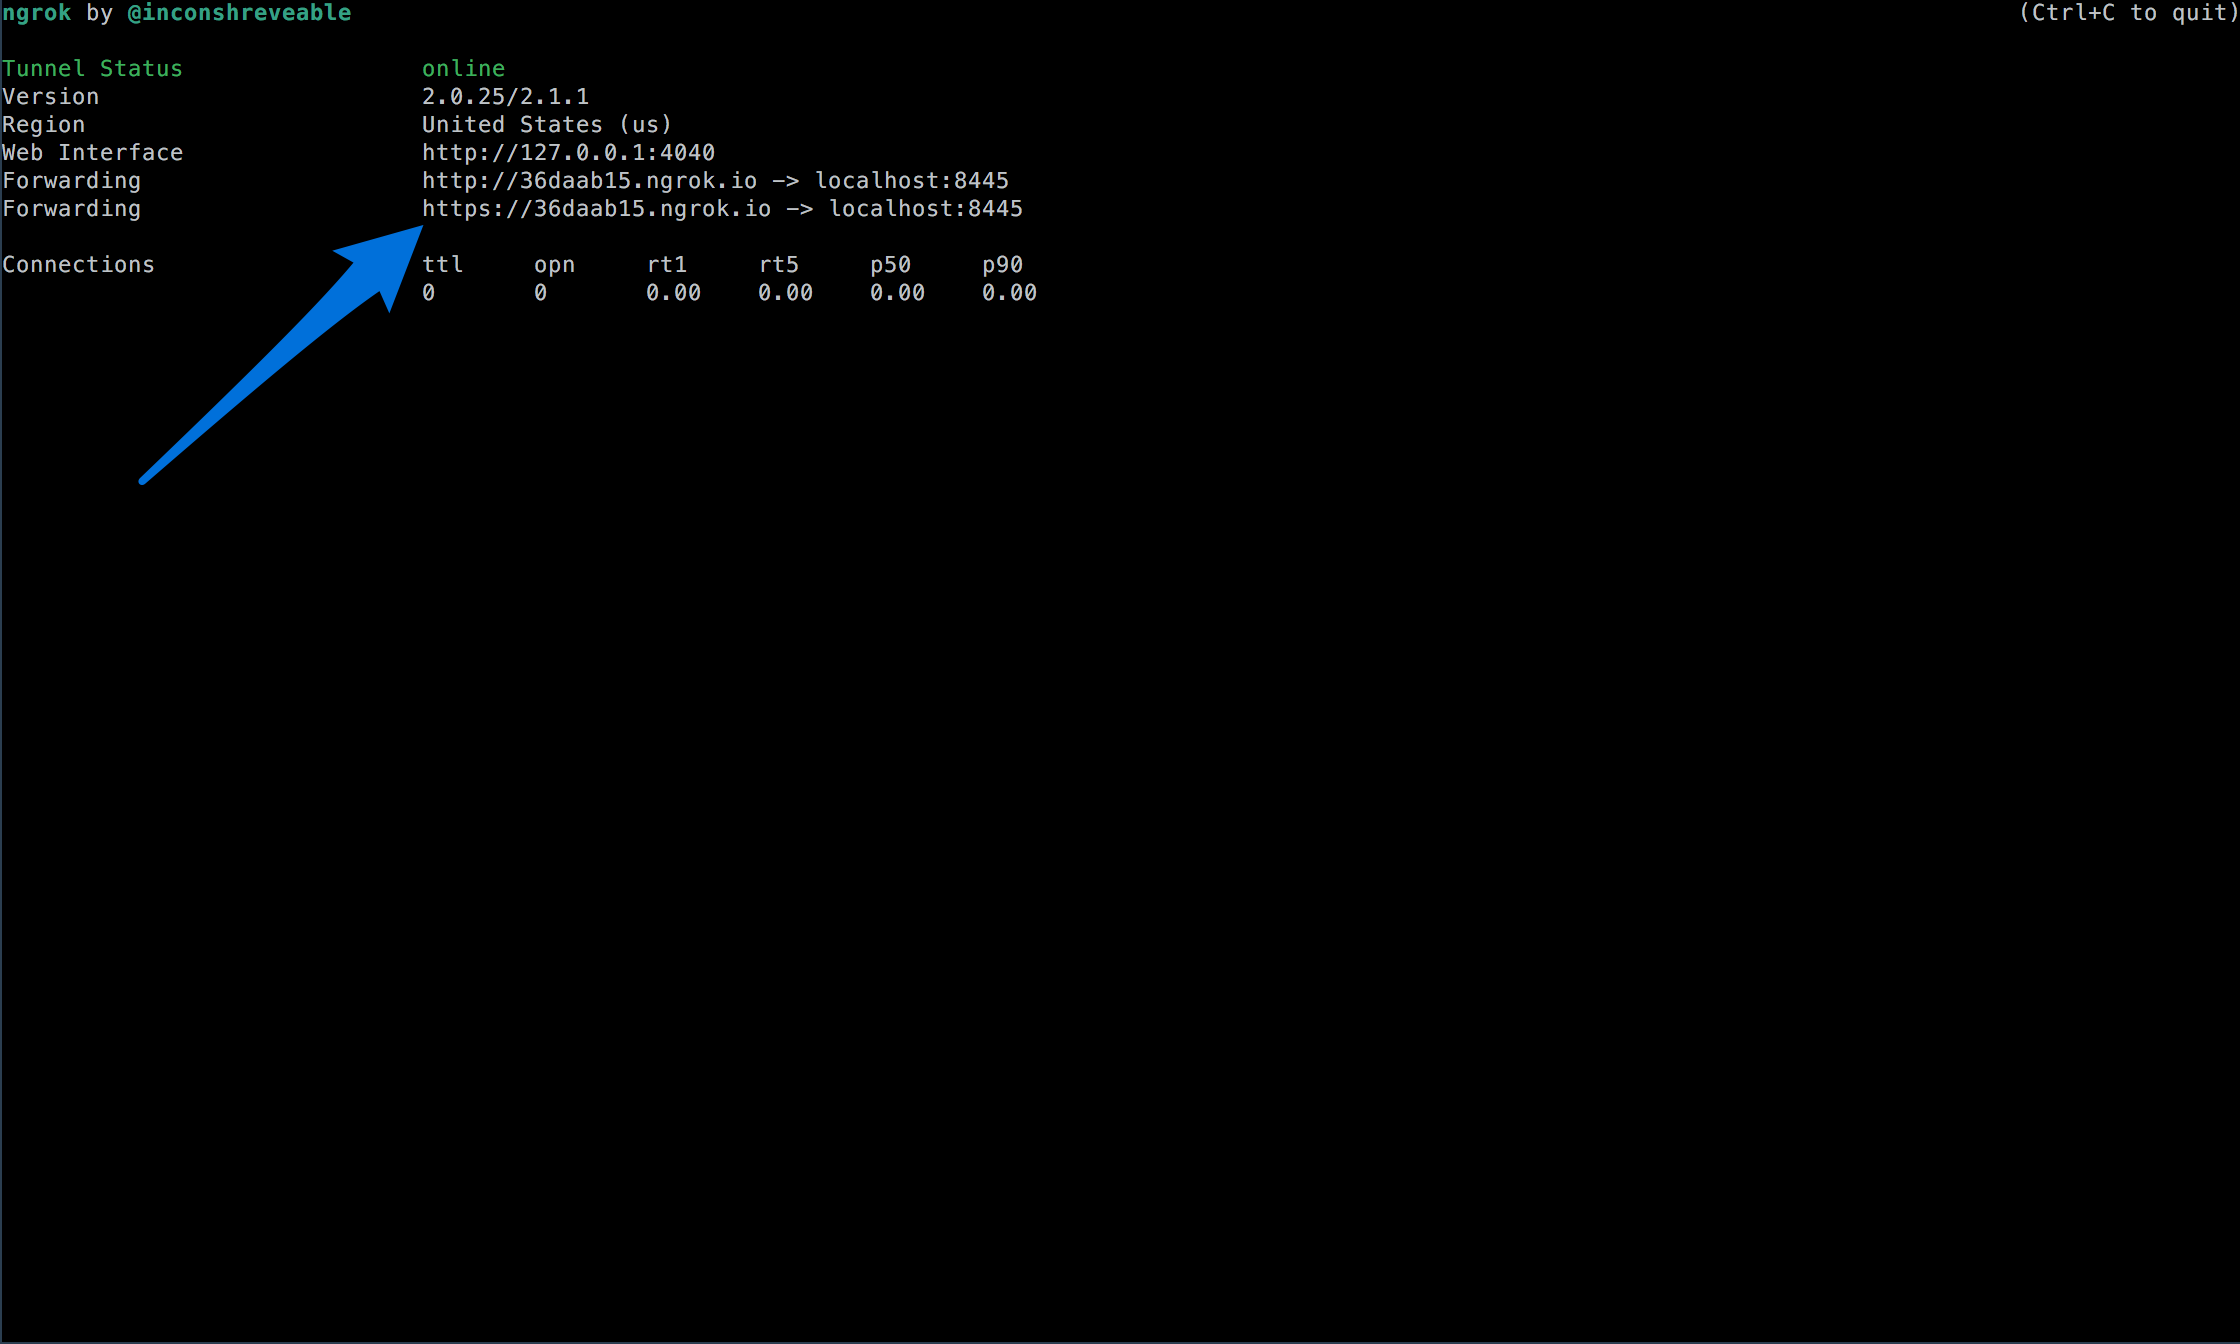 ngrok by @inconshreveable (Ctrl+C to quit)
Tunnel Status online
Version 2.0.25/2.1.1
Region United States (us)
Web Interface http://127.0.0.1:4040
Forwarding http://36daab15.ngrok.io -> localhost:8445
Forwarding https://36daab15.ngrok.io -> localhost:8445
Connections ttl opn rt1 rt5 p50 p90
0 0 0.00 0.00 0.00 0.00